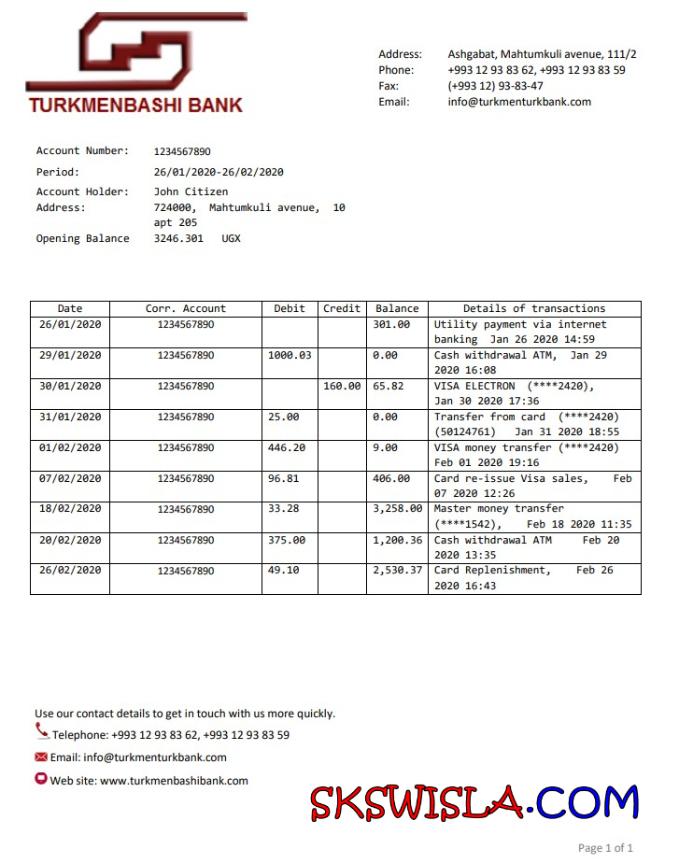 TURKMENBASHI BANK
Address: Ashgabat, Mahtumkuli avenue, 111/2
Phone: +993 12 93 83 62, +993 12 93 83 59
Fax: (+993 12) 93-83-47
Email: info@turkmenturkbank.com
Account Number: 1234567890
Period: 26/01/2020-26/02/2020
Account Holder: John Citizen
Address: 724000, Mahtumkuli avenue, 10
apt 205
Opening Balance 3246.301 UGX
Date Corr. Account Debit Credit Balance Details of transactions
26/01/2020 1234567890 301.00 Utility payment via internet
banking Jan 26 2020 14:59
29/01/2020 1234567890 1000.03 0.00 Cash withdrawal ATM, Jan 29
2020 16:08
30/01/2020 1234567890 160.00 65.82 VISA ELECTRON (****2420),
Jan 30 2020 17:36
31/01/2020 1234567890 25.00 0.00 Transfer from card (****2420)
(50124761) Jan 31 2020 18:55
01/02/2020 1234567890 446.20 9.00 VISA money transfer (****2420)
Feb 01 2020 19:16
07/02/2020 1234567890 96.81 406.00 Card re-issue Visa sales, Feb
07 2020 12:26
18/02/2020 1234567890 33.28 3,258.00 Master money transfer
(****1542), Feb 18 2020 11:35
20/02/2020 1234567890 375.00 1,200.36 Cash withdrawal ATM Feb 20
2020 13:35
26/02/2020 1234567890 49.10 2,530.37 Card Replenishment, Feb 26
2020 16:43
Use our contact details to get in touch with us more quickly.
Telephone: +993 12 93 83 62, +993 12 93 83 59
Email: info@turkmenturkbank.com
Web site: www.turkmenbashibank.com
SKSWISLA.COM
Page 1 of 1